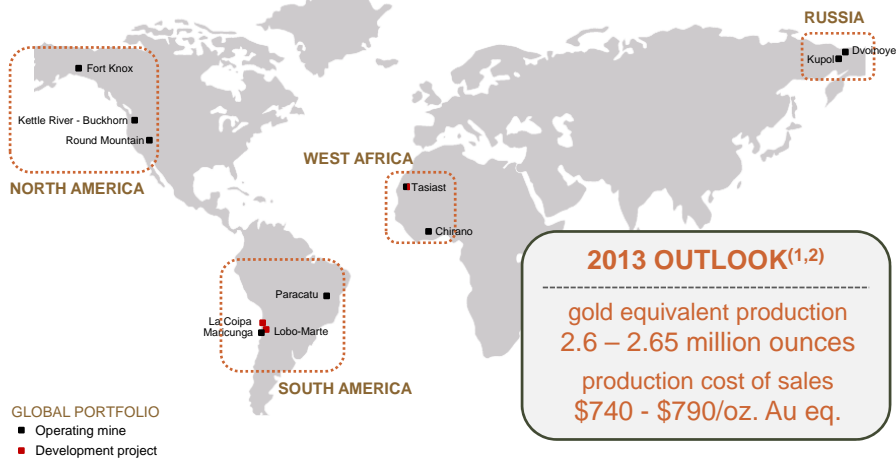 RUSSIA
Dvoinoye
Kupol
Fort Knox
Kettle River - Buckhorn
Round Mountain
NORTH AMERICA
WEST AFRICA
Tasiast
Chirano
Paracatu
La Coipa
Maricunga
Lobo-Marte
SOUTH AMERICA
2013 OUTLOOK(1,2)
gold equivalent production
2.6 – 2.65 million ounces
production cost of sales
$740 - $790/oz. Au eq.
GLOBAL PORTFOLIO
Operating mine
Development project